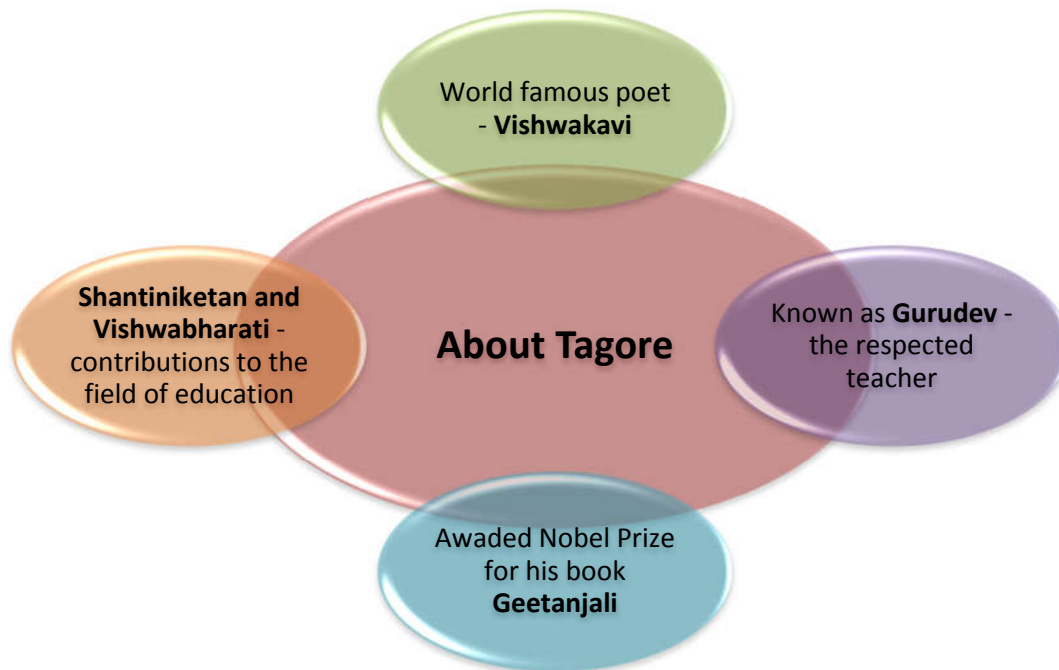 World famous poet
- Vishwakavi
Shantiniketan and
Vishwabharati -
contributions to the
field of education
About Tagore
Known as Gurudev -
the respected
teacher
Awaded Nobel Prize
for his book
Geetanjali